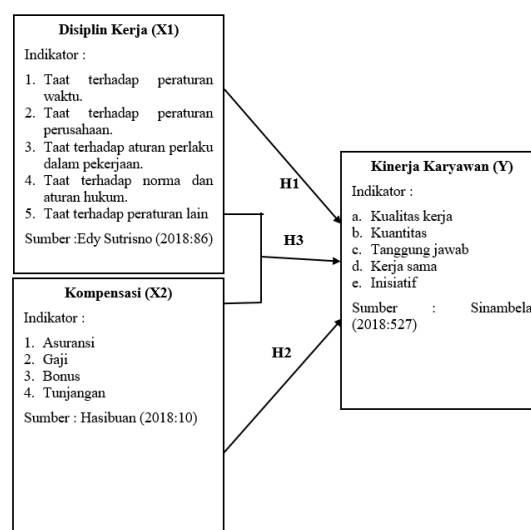 Disiplin Kerja (X1)
Indikator :
1. Taat terhadap peraturan
waktu.
2. Taat terhadap peraturan
perusahaan.
3. Taat terhadap aturan perlaku
dalam pekerjaan.
4. Taat terhadap norma dan
aturan hukum.
5. Taat terhadap peraturan lain
Sumber :Edy Sutrisno (2018:86)
Kompensasi (X2)
Indikator :
1. Asuransi
2. Gaji
3. Bonus
4. Tunjangan
Sumber : Hasibuan (2018:10)
H1
H3
H2
Kinerja Karyawan (Y)
Indikator :
a. Kualitas kerja
b. Kuantitas
c. Tanggung jawab
d. Kerja sama
e. Inisiatif
Sumber : Sinambela
(2018:527)